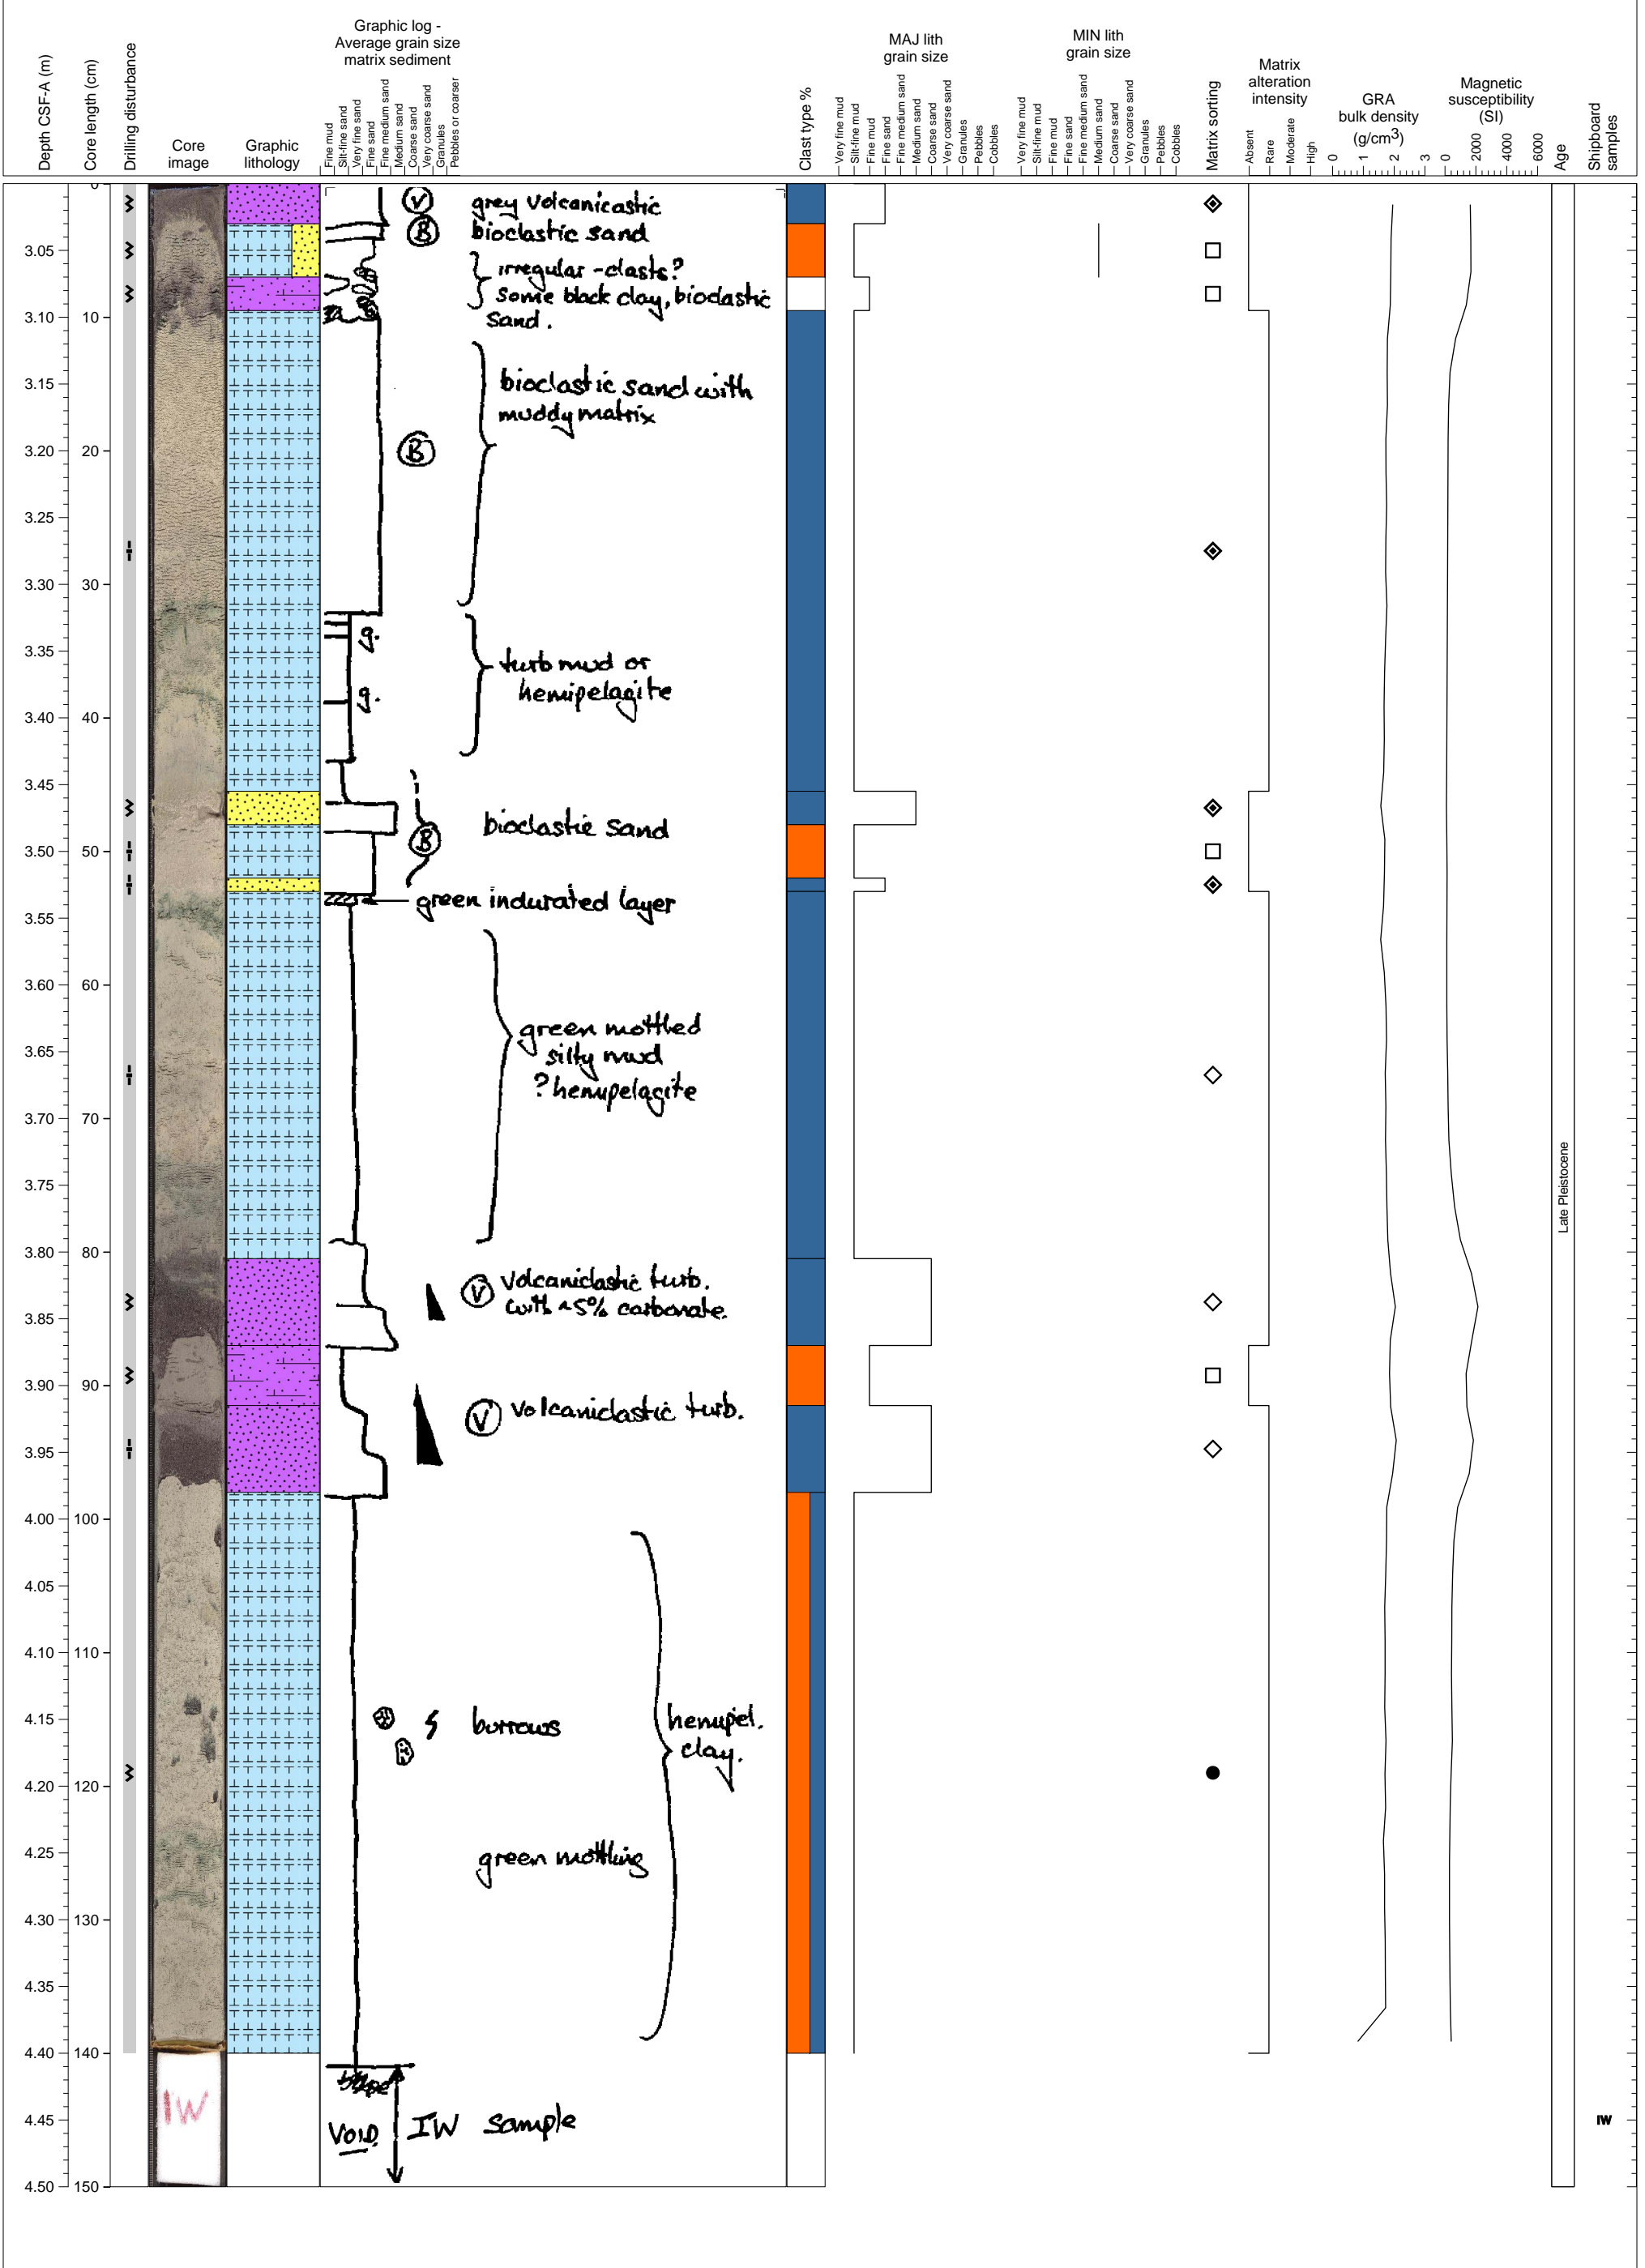 Depth CSF-A (m)
Core length (cm)
Drilling disturbance
Core
image
Graphic
lithology
Graphic log -
Average grain size
matrix sediment
Fine mud
Silt-fine sand
Very fine sand
Fine sand
Fine medium sand
Medium sand
Coarse sand
Very coarse sand
Granules
Pebbles or coarser
Clast type %
MAJ lith
grain size
Very fine mud
Silt-fine mud
Fine mud
Fine sand
Fine medium sand
Medium sand
Coarse sand
Very coarse sand
Granules
Pebbles
Cobbles
MIN lith
grain size
Very fine mud
Silt-fine mud
Fine mud
Fine sand
Fine medium sand
Medium sand
Coarse sand
Very coarse sand
Granules
Pebbles
Cobbles
Matrix sorting
Matrix
alteration
intensity
Absent
Rare
Moderate
High
GRA
bulk density
(g/cm3)
0
1
2
3
Magnetic
susceptibility
(SI)
0
2000
4000
6000
Age
Shipboard
samples
3.05
3.10
3.15
3.20
3.25
3.30
3.35
3.40
3.45
3.50
3.55
3.60
3.65
3.70
3.75
3.80
3.85
3.90
3.95
4.00
4.05
4.10
4.15
4.20
4.25
4.30
4.35
4.40
4.45
4.50
0
10
20
30
40
50
60
70
80
90
100
110
120
130
140
150
V grey Volcanicastic
B bioclastic sand
irregular - clasts?
Some black clay, bioclastic
Sand.
bioclastic sand with
muddy matrix
B
g.
turb mud or
hemipelagite
g.
bioclastic sand
B
green indurated layer
green mottled
silty mud
? hemipelagite
V Volcaniclastic turb.
with ~5% carbonate.
V Volcaniclastic turb.
burrows
hemipel.
clay.
green mottling
VOID.
IW Sample
IW
Late Pleistocene
IW